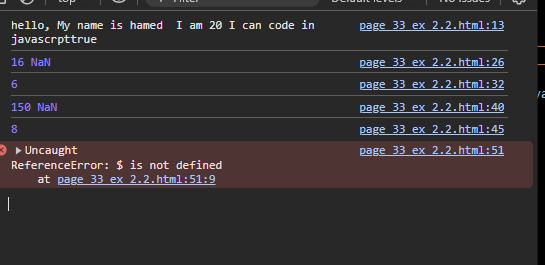 top
Filter
Default levels
No Issues
hello, My name is hamed  I am 20 I can code in page 33 ex 2.2.html:13
javascrpttrue
16 NaN page 33 ex 2.2.html:26
6 page 33 ex 2.2.html:32
150 NaN page 33 ex 2.2.html:40
8 page 33 ex 2.2.html:45
Uncaught page 33 ex 2.2.html:51
ReferenceError: $ is not defined
at page 33 ex 2.2.html:51:9